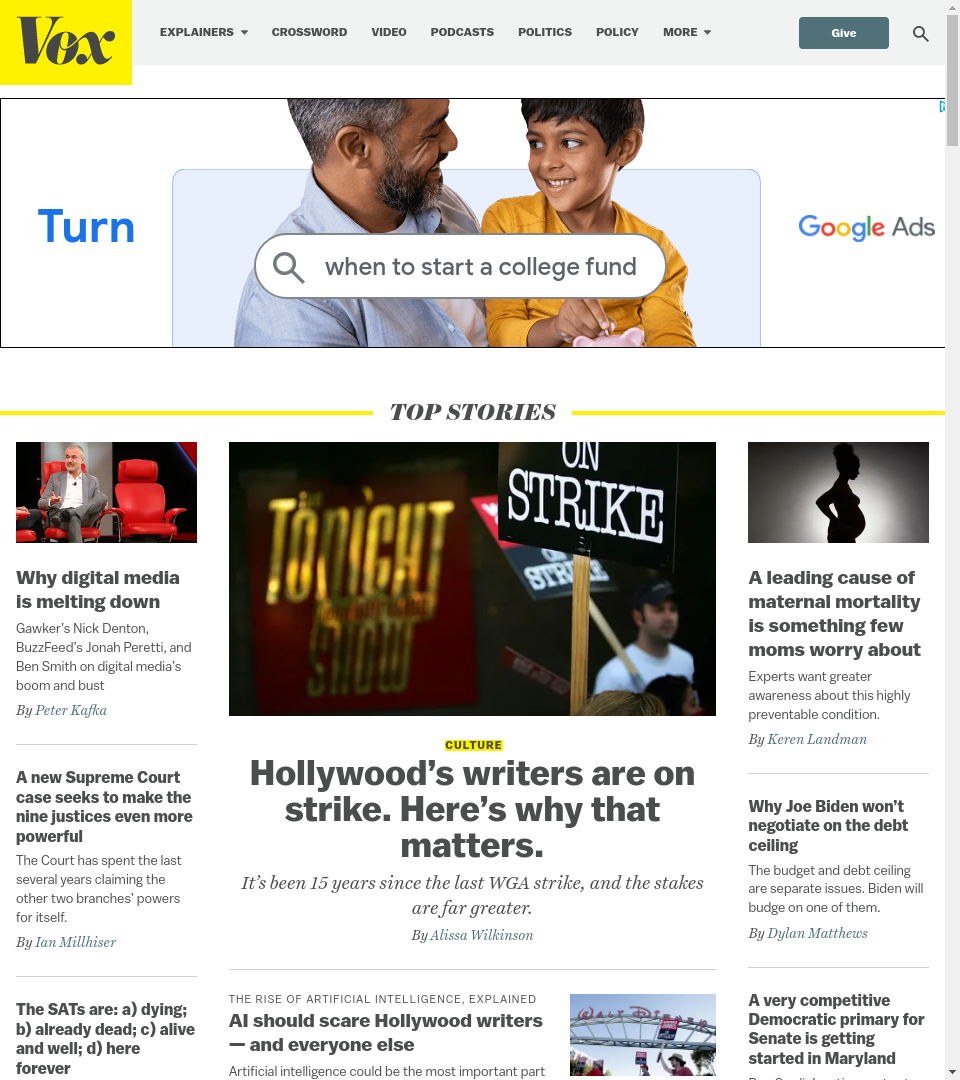 Vox
EXPLAINERS
CROSSWORD
VIDEO
PODCASTS
POLITICS
POLICY
MORE
Give
Turn
when to start a college fund
Google Ads
TOP STORIES
Why digital media
is melting down
Gawker's Nick Denton,
BuzzFeed's Jonah Peretti, and
Ben Smith on digital media's
boom and bust
By Peter Kafka
A new Supreme Court
case seeks to make the
nine justices even more
powerful
The Court has spent the last
several years claiming the
other two branches' powers
for itself.
By Ian Millhiser
The SATs are: a) dying;
b) already dead; c) alive
and well; d) here
forever
THE
TONIGHT
SHOW
ON
STRIKE
STRIKE
CULTURE
Hollywood's writers are on
strike. Here's why that
matters.
It's been 15 years since the last WGA strike, and the stakes
are far greater.
By Alissa Wilkinson
THE RISE OF ARTIFICIAL INTELLIGENCE, EXPLAINED
AI should scare Hollywood writers
— and everyone else
Artificial intelligence could be the most important part
WALT DISNEY
A leading cause of
maternal mortality
is something few
moms worry about
Experts want greater
awareness about this highly
preventable condition.
By Keren Landman
Why Joe Biden won't
negotiate on the debt
ceiling
The budget and debt ceiling
are separate issues. Biden will
budge on one of them.
By Dylan Matthews
A very competitive
Democratic primary for
Senate is getting
started in Maryland